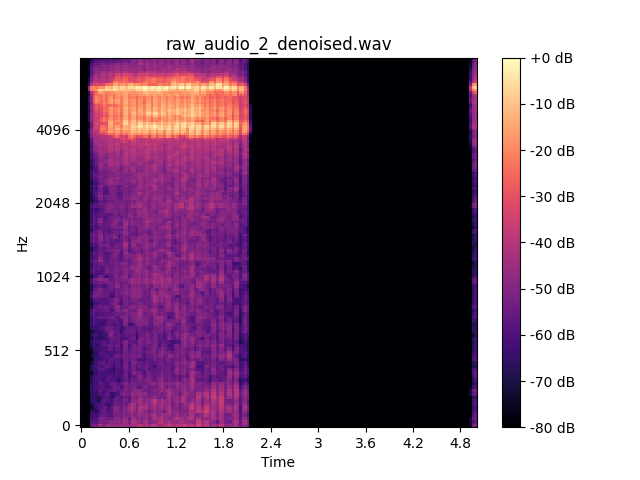 raw_audio_2_denoised.wav
Hz
4096
2048
1024
512
0
0 0.6 1.2 1.8 2.4 3 3.6 4.2 4.8
Time
+0 dB
-10 dB
-20 dB
-30 dB
-40 dB
-50 dB
-60 dB
-70 dB
-80 dB